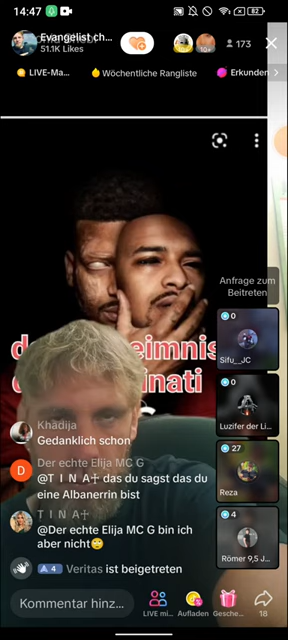 14:47
82
Evangelist ch...
51.1K Likes
10+
173
LIVE-Ma...
Wöchentliche Rangliste
Erkunden
Anfrage zum
Beitreten
0
Sifu__JC
0
Luzifer der Li...
27
Reza
4
Römer 9,5 J...
Khadija
Gedanklich schon
Der echte Elija MC G
@T I N A☩ das du sagst das du
eine Albanerrin bist
T I N A☩
@Der echte Elija MC G bin ich
aber nicht🙄
4 Veritas ist beigetreten
Kommentar hinz...
LIVE mi...
Aufladen
Gesche...
18